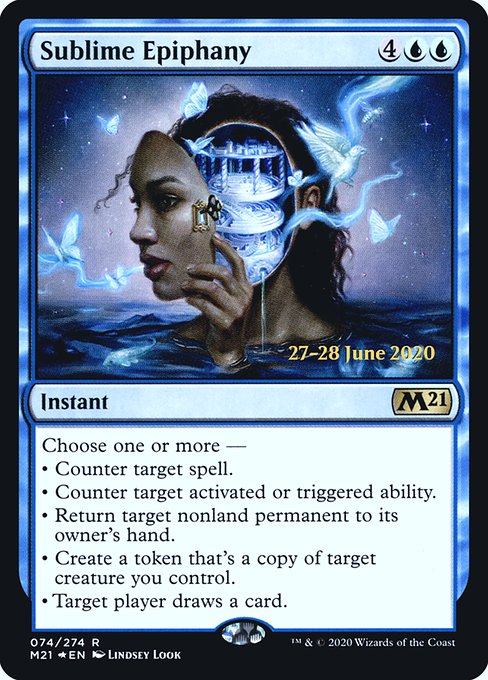 Sublime Epiphany 4
27–28 June 2020
Instant M21
Choose one or more —
• Counter target spell.
• Counter target activated or triggered ability.
• Return target nonland permanent to its
owner's hand.
• Create a token that's a copy of target
creature you control.
• Target player draws a card.
074/274 R
M21 ★ EN Lindsey Look
™ & © 2020 Wizards of the Coast